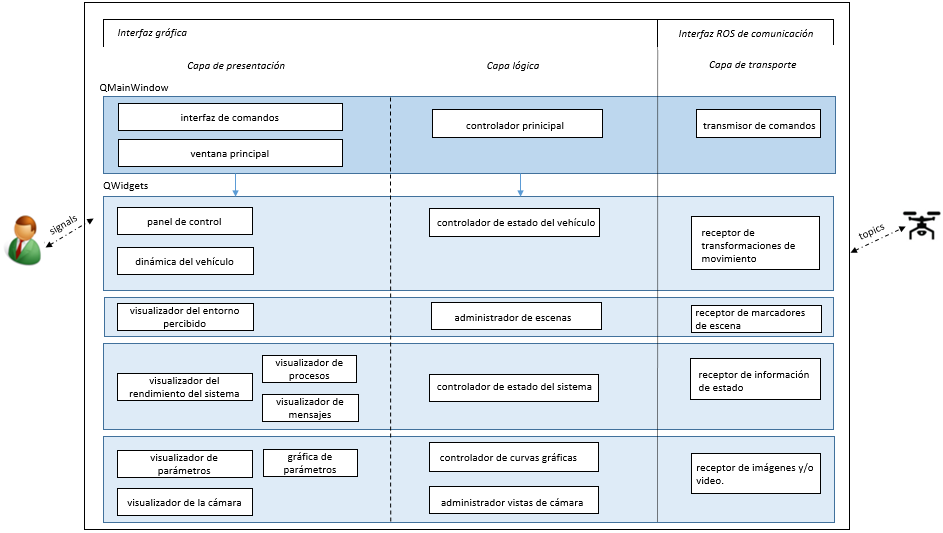 Interfaz gráfica
Interfaz ROS de comunicación
Capa de presentación
Capa lógica
Capa de transporte
QMainWindow
interfaz de comandos
ventana principal
controlador prinicipal
transmisor de comandos
QWidgets
signals
panel de control
dinámica del vehículo
controlador de estado del vehículo
receptor de
transformaciones de
movimiento
topics
visualizador del entorno
percibido
administrador de escenas
receptor de marcadores
de escena
visualizador del
rendimiento del sistema
visualizador de
procesos
visualizador de
mensajes
controlador de estado del sistema
receptor de información
de estado
visualizador de
parámetros
gráfica de
parámetros
visualizador de la cámara
controlador de curvas gráficas
administrador vistas de cámara
receptor de imágenes y/o
video.